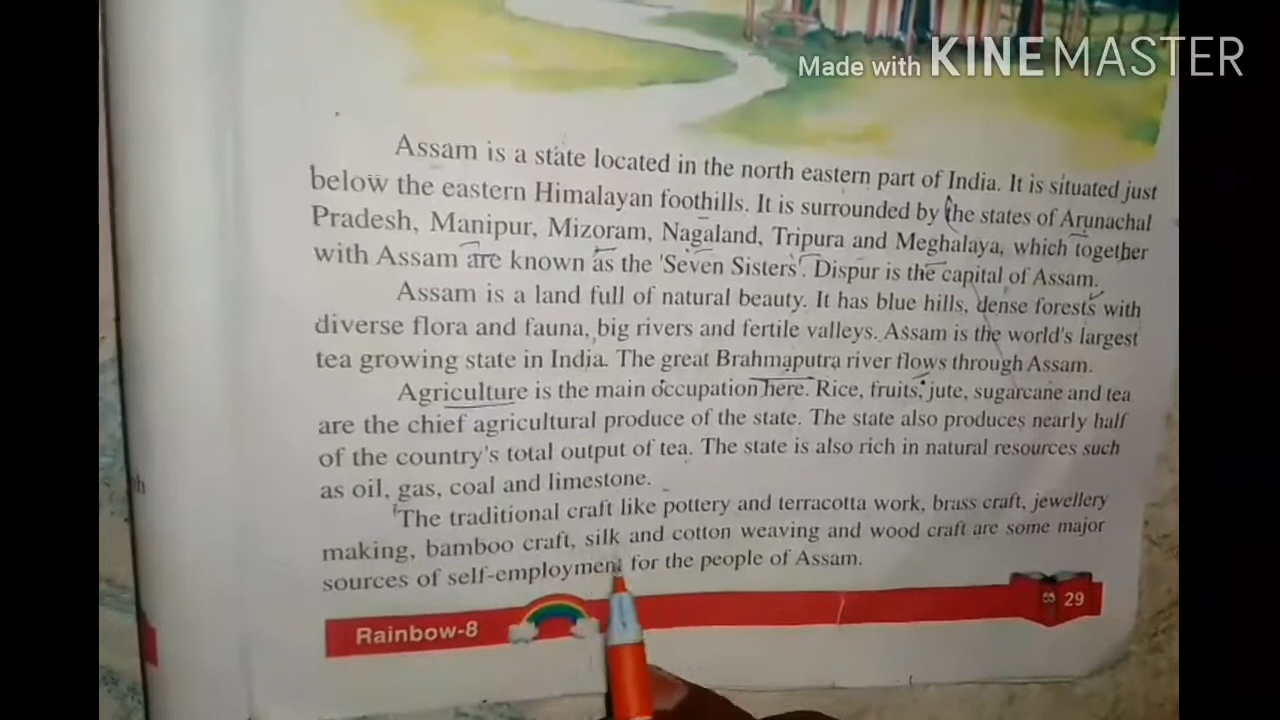 Made with KINEMASTER
Assam is a state located in the north eastern part of India. It is situated just
below the eastern Himalayan foothills. It is surrounded by the states of Arunachal
Pradesh, Manipur, Mizoram, Nagaland, Tripura and Meghalaya, which together
with Assam are known as the 'Seven Sisters'. Dispur is the capital of Assam.
Assam is a land full of natural beauty. It has blue hills, dense forests with
diverse flora and fauna, big rivers and fertile valleys. Assam is the world's largest
tea growing state in India. The great Brahmaputra river flows through Assam.
Agriculture is the main occupation here. Rice, fruits, jute, sugarcane and tea
are the chief agricultural produce of the state. The state also produces nearly half
of the country's total output of tea. The state is also rich in natural resources such
as oil, gas, coal and limestone.
The traditional craft like pottery and terracotta work, brass craft, jewellery
making, bamboo craft, silk and cotton weaving and wood craft are some major
sources of self-employment for the people of Assam.
Rainbow-8
29